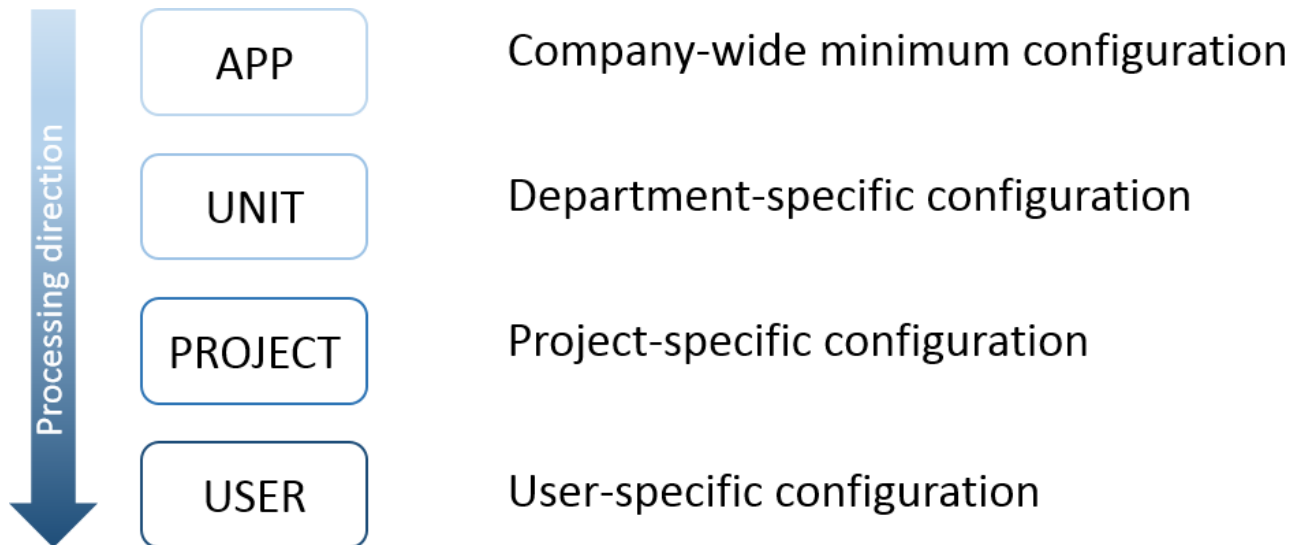 Processing direction
APP
Company-wide minimum configuration
UNIT
Department-specific configuration
PROJECT
Project-specific configuration
USER
User-specific configuration